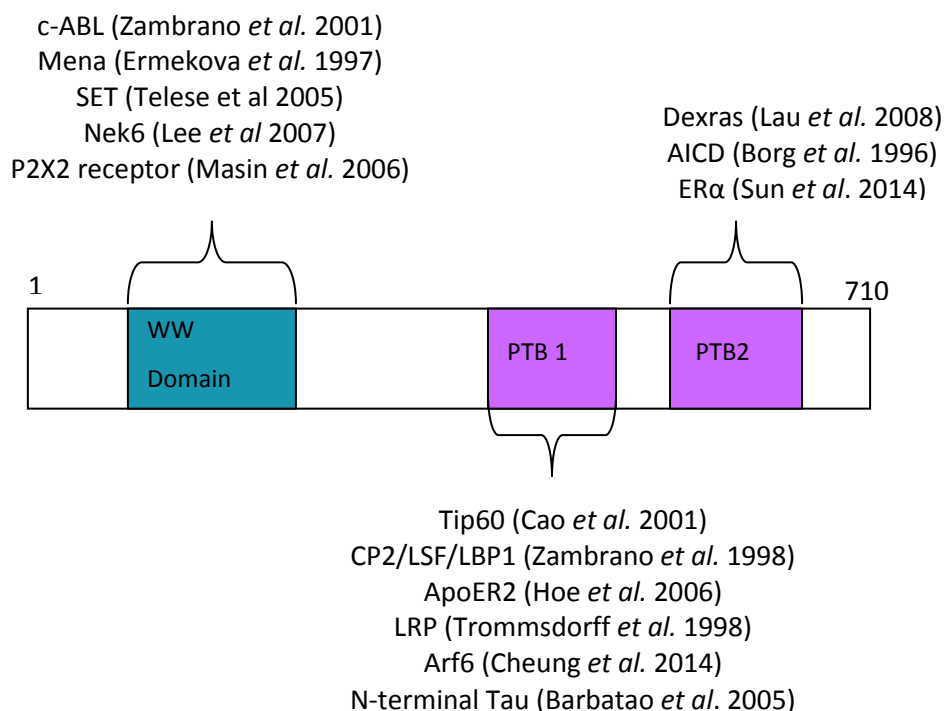 c-ABL (Zambrano et al. 2001)
Mena (Ermekova et al. 1997)
SET (Telese et al 2005)
Nek6 (Lee et al 2007)
P2X2 receptor (Masin et al. 2006)
Dexras (Lau et al. 2008)
AICD (Borg et al. 1996)
ERα (Sun et al. 2014)
1
710
WW
Domain
PTB 1
PTB2
Tip60 (Cao et al. 2001)
CP2/LSF/LBP1 (Zambrano et al. 1998)
ApoER2 (Hoe et al. 2006)
LRP (Trommsdorff et al. 1998)
Arf6 (Cheung et al. 2014)
N-terminal Tau (Barbatao et al. 2005)